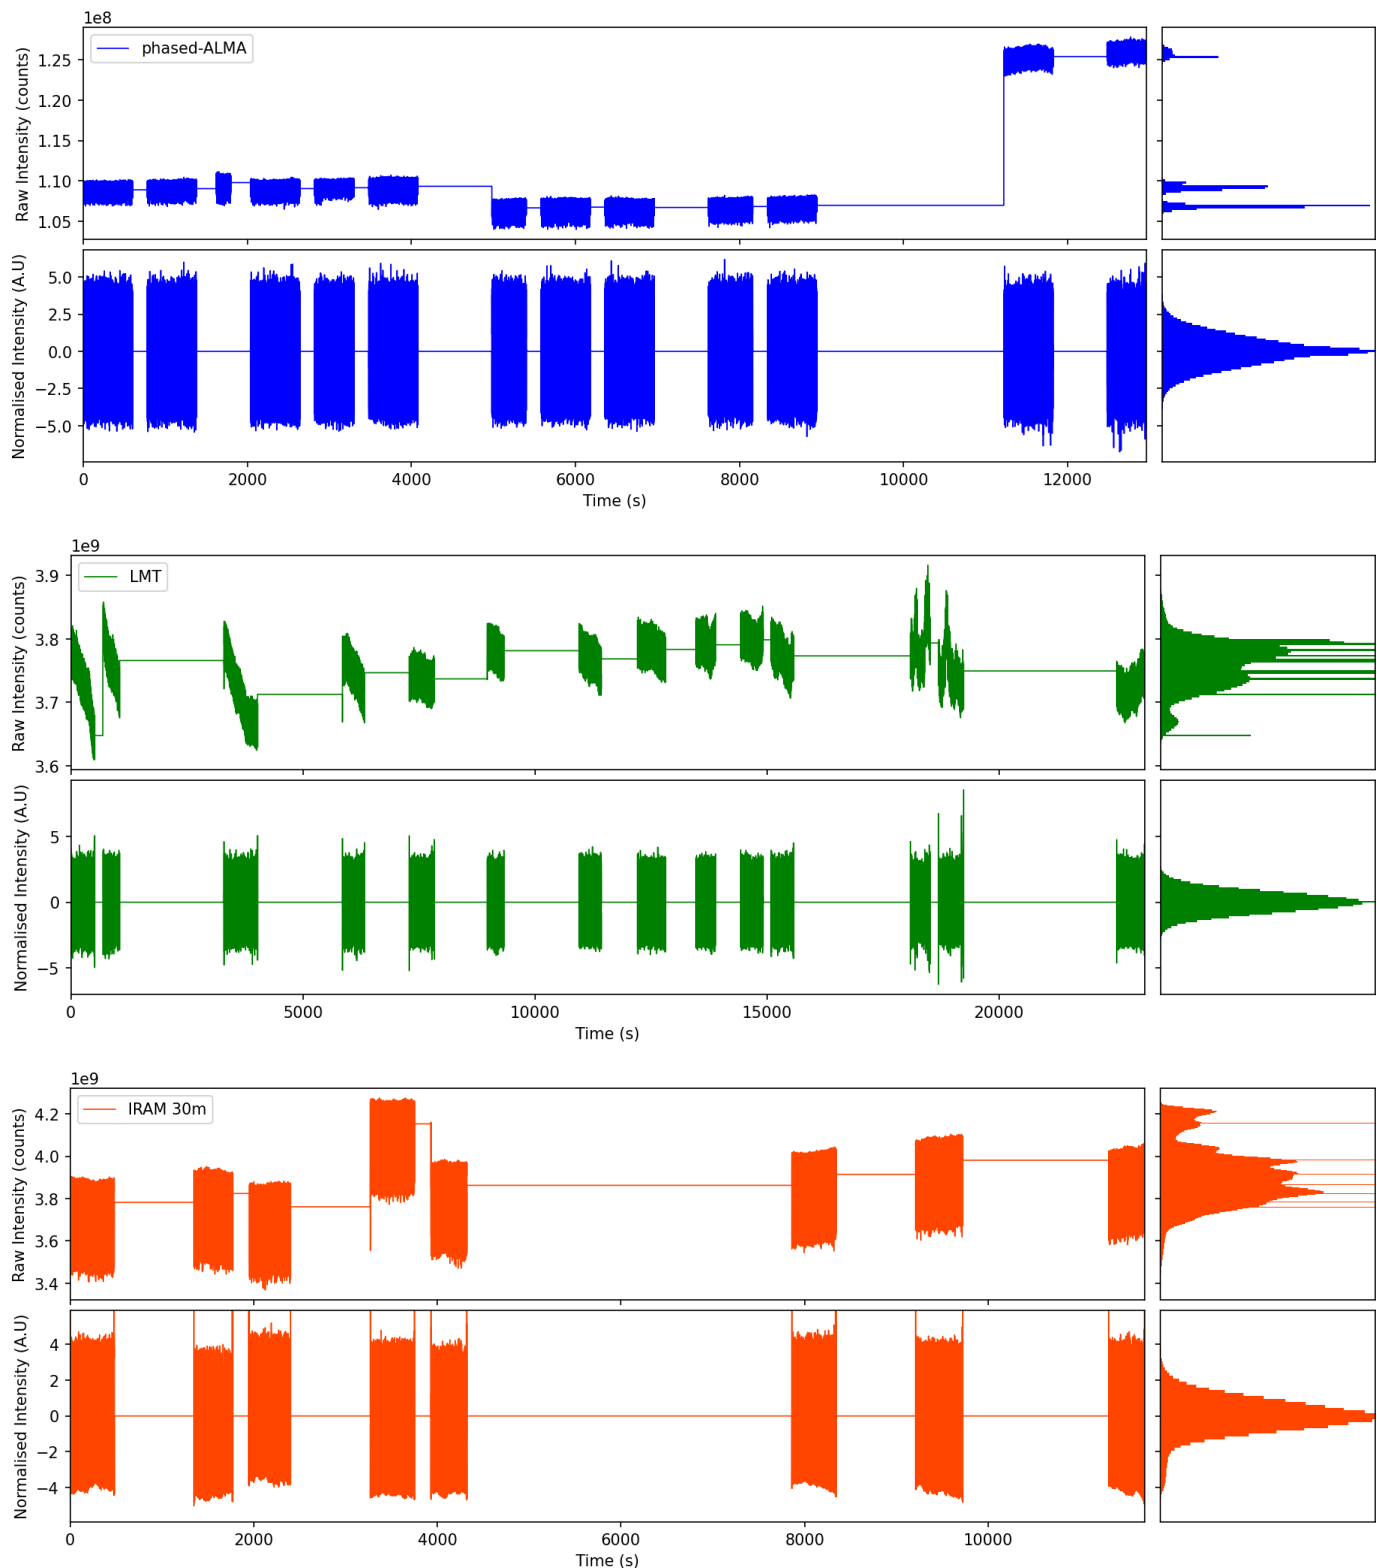 1e8
phased-ALMA
Raw Intensity (counts)
1.25
1.20
1.15
1.10
1.05
Normalised Intensity (A.U)
5.0
2.5
0.0
−2.5
−5.0
0 2000 4000 6000 8000 10000 12000
Time (s)
1e9
LMT
Raw Intensity (counts)
3.9
3.8
3.7
3.6
Normalised Intensity (A.U)
5
0
−5
0 5000 10000 15000 20000
Time (s)
1e9
IRAM 30m
Raw Intensity (counts)
4.2
4.0
3.8
3.6
3.4
Normalised Intensity (A.U)
4
2
0
−2
−4
0 2000 4000 6000 8000 10000
Time (s)